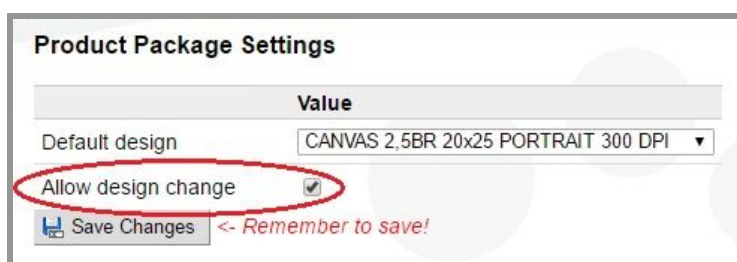 Product Package Settings
Value
Default design CANVAS 2,5BR 20x25 PORTRAIT 300 DPI
Allow design change
Save Changes <- Remember to save!